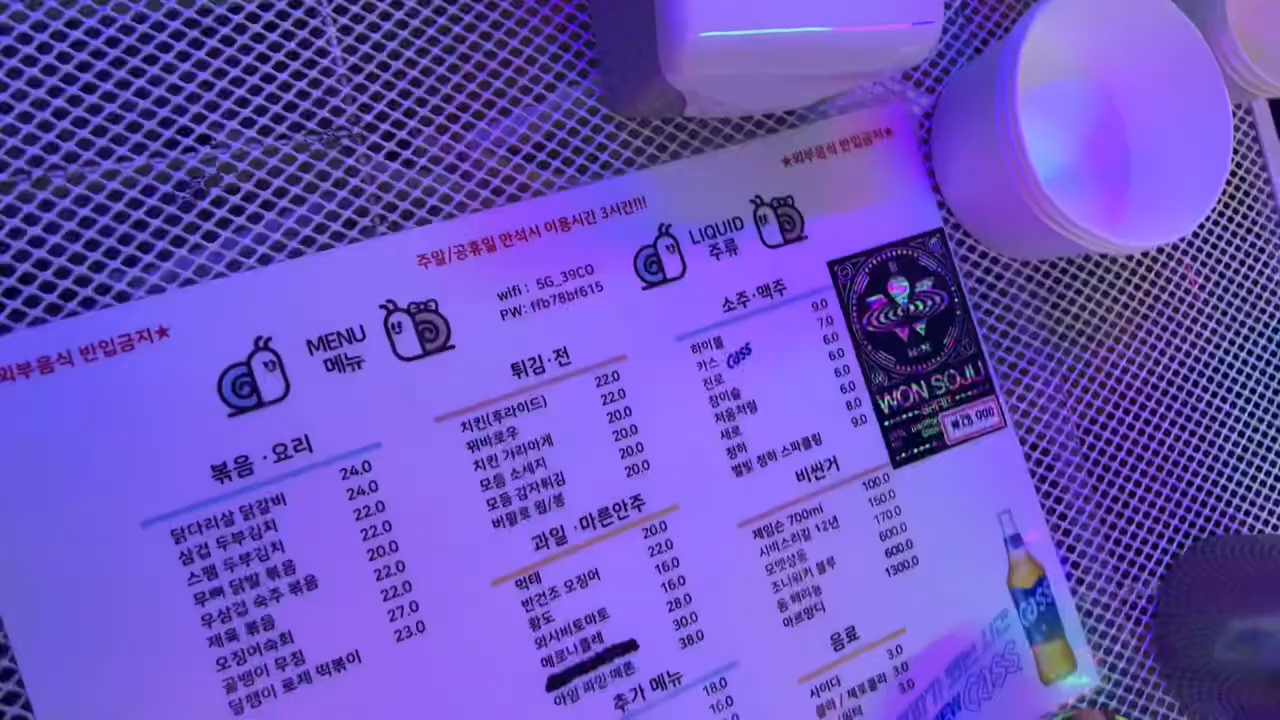 외부음식 반입금지★
주말/공휴일 만석시 이용시간 3시간!!!
★외부음식 반입금지★
MENU
메뉴
wifi : 5G_39C0
PW: ffb78bf615
LIQUID
주류
볶음 · 요리
닭다리살 닭갈비 24.0
삼겹 두부김치 24.0
스팸 두부김치 22.0
무뼈 닭발 볶음 22.0
우삼겹 숙주 볶음 20.0
제육 볶음 22.0
오징어숙회 22.0
골뱅이 무침 27.0
달팽이 로제 떡볶이 23.0
튀김·전
치킨(후라이드) 22.0
꿔바로우 22.0
치킨 가라아게 20.0
모듬 소세지 20.0
모듬 감자튀김 20.0
버팔로 윙/봉 20.0
과일 · 마른안주
먹태 20.0
반건조 오징어 22.0
황도 16.0
와사비토마토 16.0
메로나플래 28.0
30.0
38.0
추가 메뉴
18.0
16.0
소주·맥주
하이볼 9.0
카스 Cass 7.0
진로 6.0
참이슬 6.0
처음처럼 6.0
새로 6.0
청하 8.0
별빛 청하 스파클링 9.0
비싼거
제임슨 700ml 100.0
시바스리갈 12년 150.0
모엣샹동 170.0
조니워커 블루 600.0
돔 페리뇽 600.0
아르망디 1300.0
음료
사이다 3.0
콜라 / 제로콜라 3.0
3.0
WON SOJU
Cass